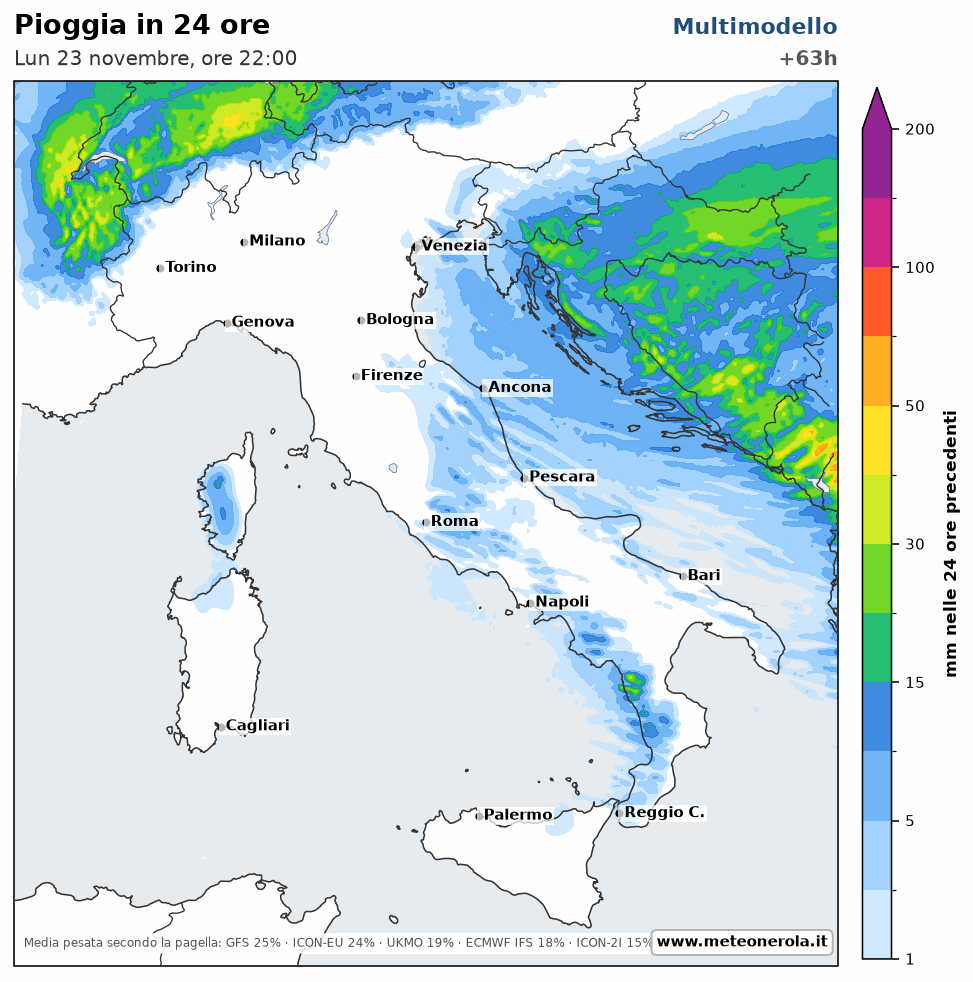 Pioggia in 24 ore
Multimodello
Lun 23 novembre, ore 22:00
+63h
Milano
Venezia
Torino
Genova
Bologna
Firenze
Ancona
Pescara
Roma
Bari
Napoli
Cagliari
Palermo
Reggio C.
200
100
50
30
15
5
1
mm nelle 24 ore precedenti
Media pesata secondo la pagella: GFS 25% · ICON-EU 24% · UKMO 19% · ECMWF IFS 18% · ICON-2I 15%
www.meteonerola.it